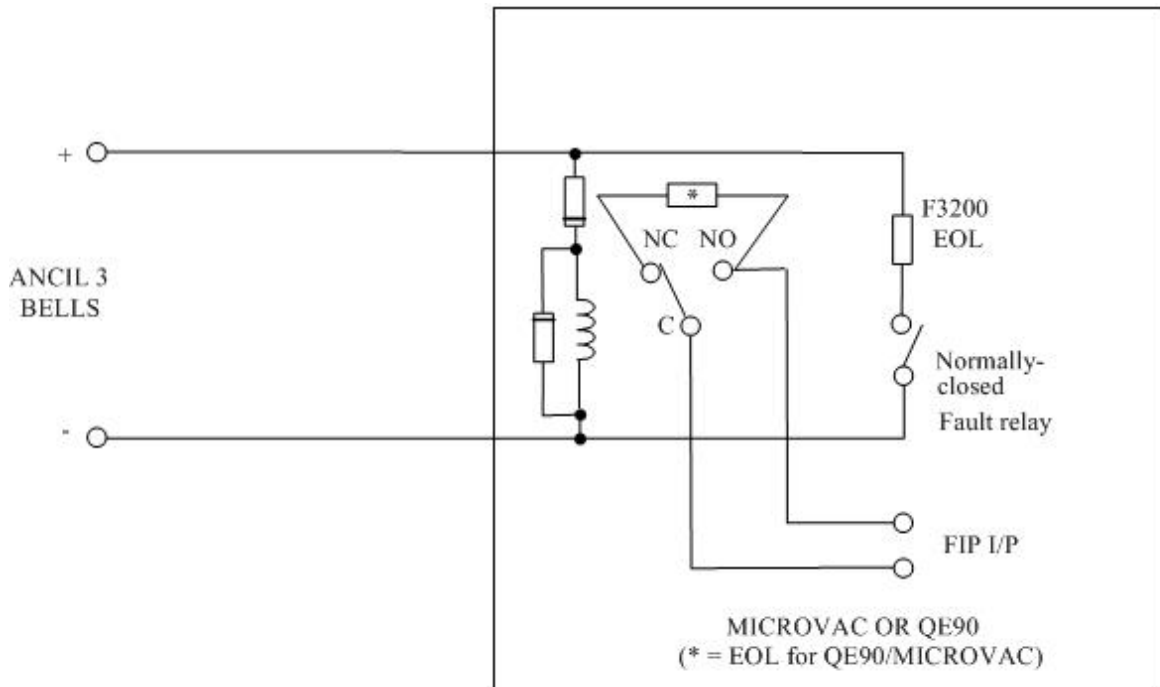 +
ANCIL 3
BELLS
-
*
NC
NO
C
F3200
EOL
Normally-
closed
Fault relay
FIP I/P
MICROVAC OR QE90
(* = EOL for QE90/MICROVAC)